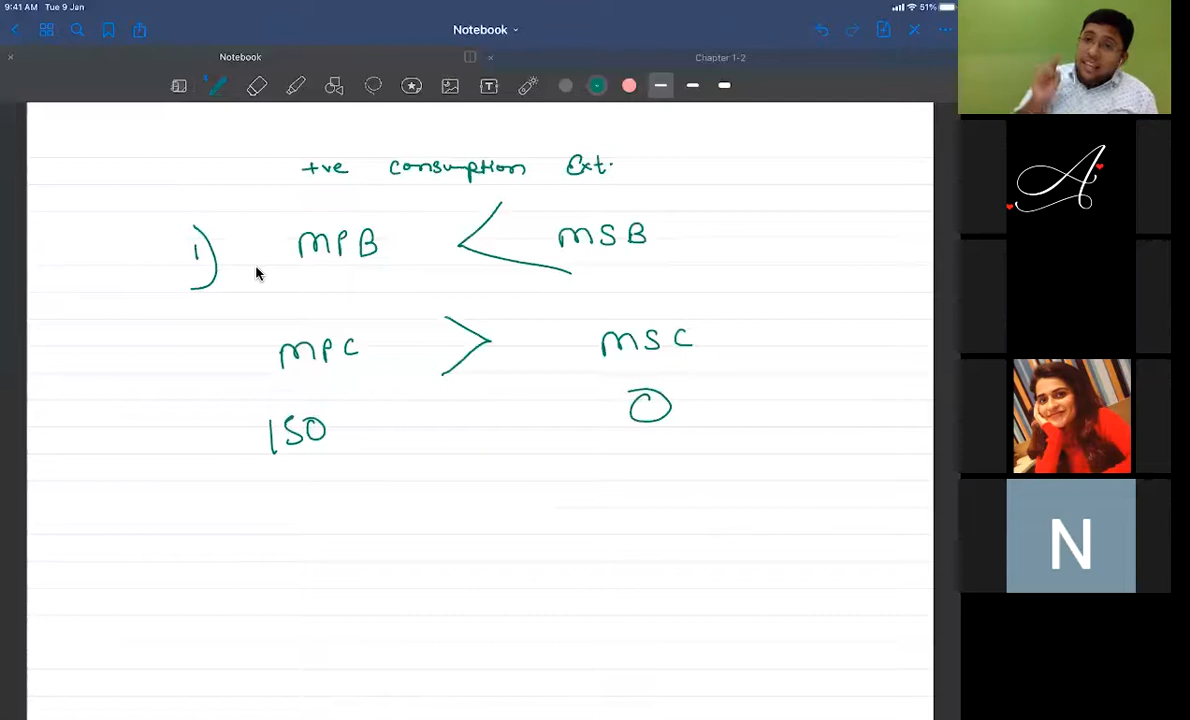 9:41 AM Tue 9 Jan
51%
Notebook
Notebook
Chapter 1-2
+ve consumption Ext.
1) MPB < MSB
MPC > MSC
150 0
A
N